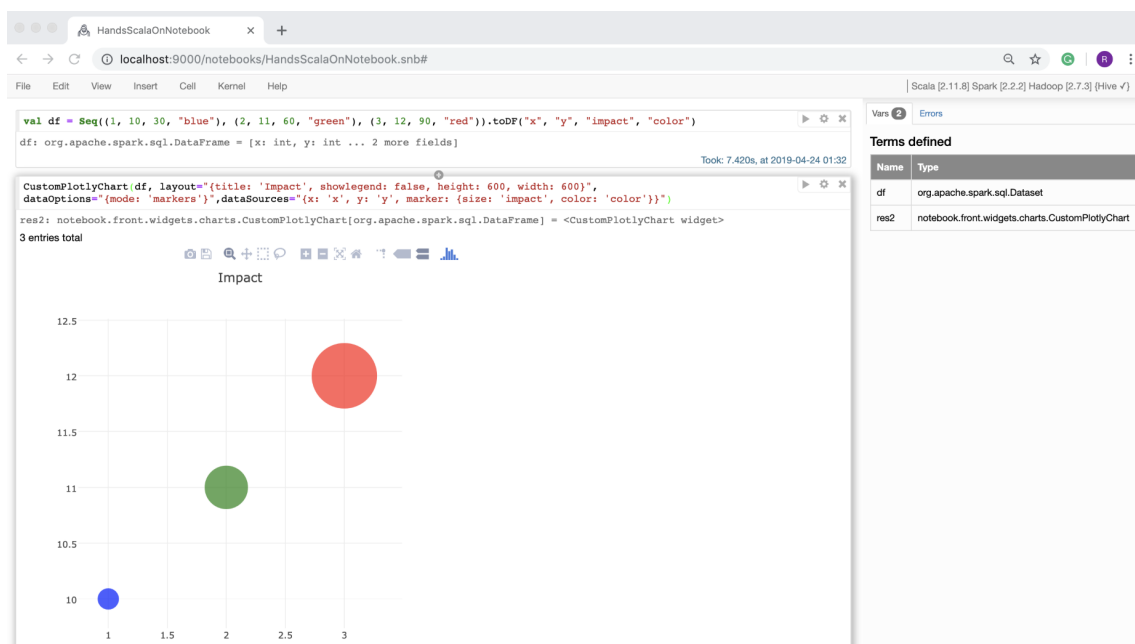 HandsScalaOnNotebook × +
localhost:9000/notebooks/HandsScalaOnNotebook.snb#
G R
File Edit View Insert Cell Kernel Help
Scala [2.11.8] Spark [2.2.2] Hadoop [2.7.3] {Hive ✓}
val df = Seq((1, 10, 30, "blue"), (2, 11, 60, "green"), (3, 12, 90, "red")).toDF("x", "y", "impact", "color")
df: org.apache.spark.sql.DataFrame = [x: int, y: int ... 2 more fields]
Took: 7.420s, at 2019-04-24 01:32
CustomPlotlyChart(df, layout="{title: 'Impact', showlegend: false, height: 600, width: 600}",
dataOptions="{mode: 'markers'}",dataSources="{x: 'x', y: 'y', marker: {size: 'impact', color: 'color'}}")
res2: notebook.front.widgets.charts.CustomPlotlyChart[org.apache.spark.sql.DataFrame] = <CustomPlotlyChart widget>
3 entries total
Impact
12.5
12
11.5
11
10.5
10
1 1.5 2 2.5 3
Vars 2 Errors
Terms defined
Name Type
df org.apache.spark.sql.Dataset
res2 notebook.front.widgets.charts.CustomPlotlyChart